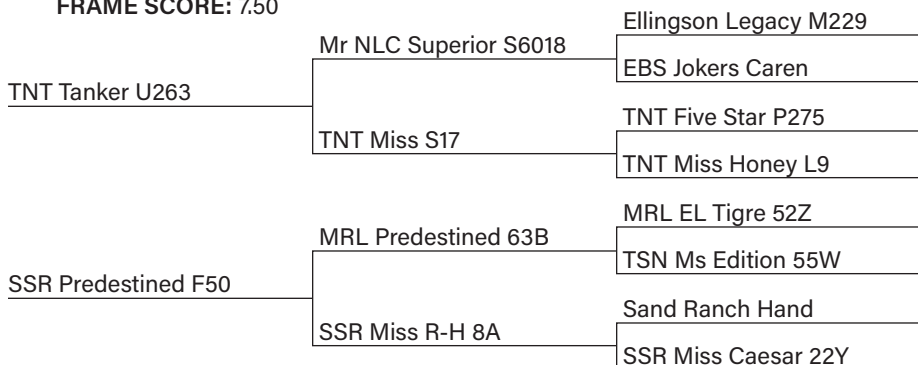 FRAME SCORE: 7.50
Ellingson Legacy M229
Mr NLC Superior S6018
EBS Jokers Caren
TNT Tanker U263
TNT Five Star P275
TNT Miss S17
TNT Miss Honey L9
MRL EL Tigre 52Z
MRL Predestined 63B
TSN Ms Edition 55W
SSR Predestined F50
Sand Ranch Hand
SSR Miss R-H 8A
SSR Miss Caesar 22Y